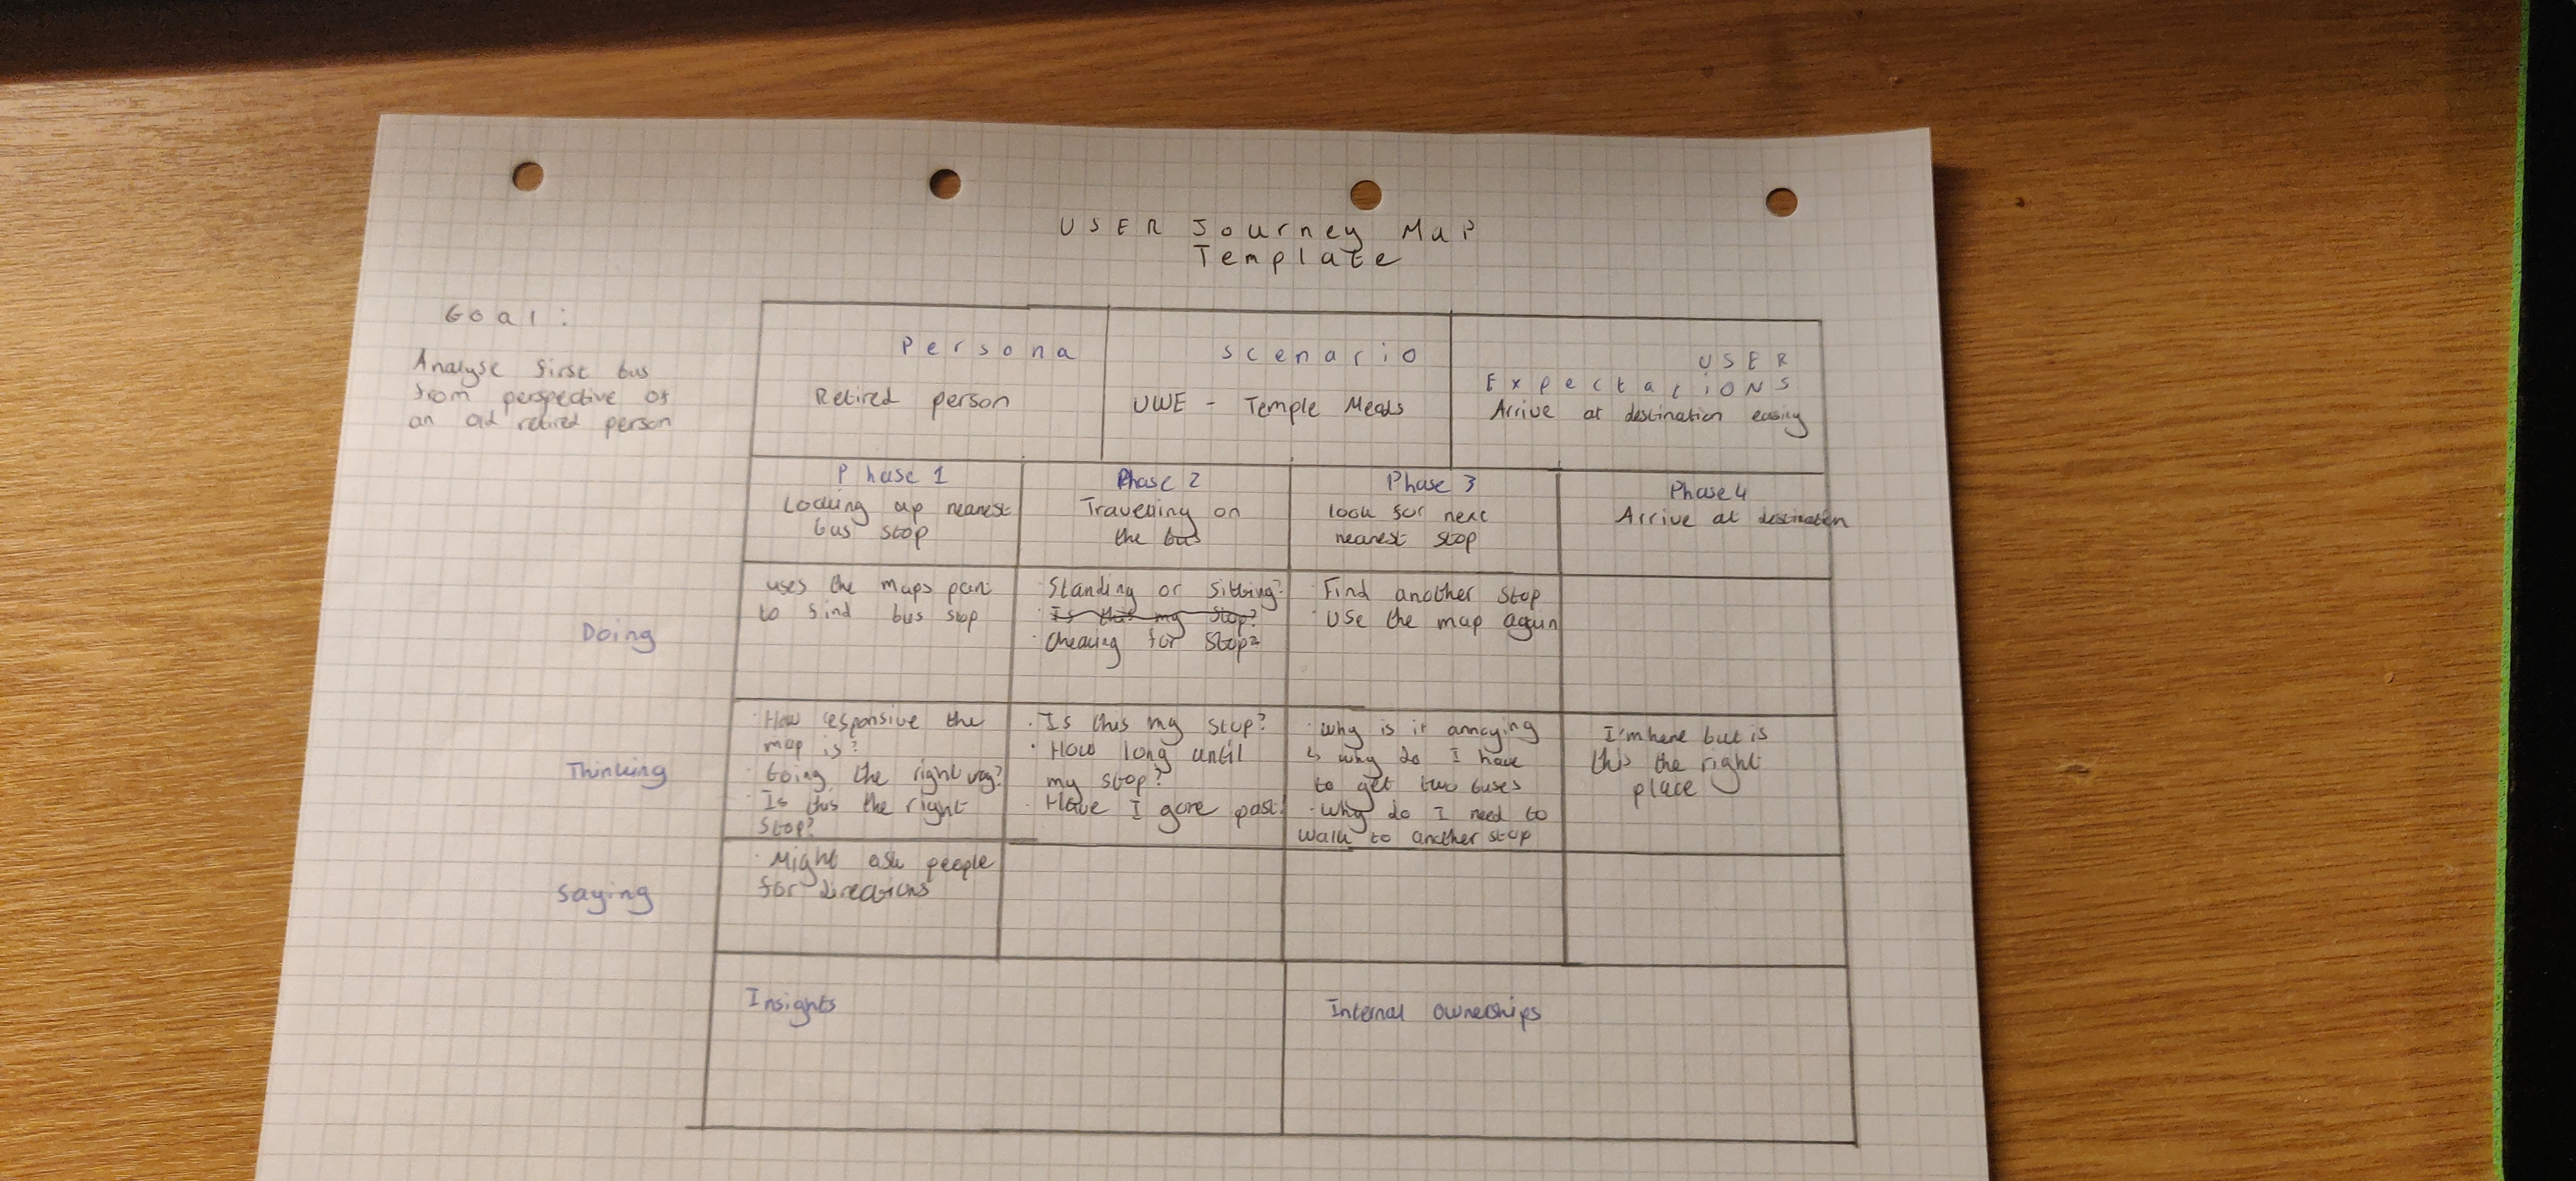 USER Journey Map
Template
Goal:
Analyse first bus
from perspective of
an old retired person
Persona
Retired person
Scenario
UWE - Temple Meads
USER
Expectations
Arrive at destination easily
Phase 1
Looking up nearest
bus stop
Phase 2
Travelling on
the bus
Phase 3
look for next
nearest stop
Phase 4
Arrive at destination
Doing
uses the maps part
to find bus stop
· Standing or sitting?
· Is this my stop?
· Checking for stop?
· Find another stop
· Use the map again
Thinking
· How responsive the
map is?
· Going the right way?
· Is this the right
stop?
· Is this my stop?
· How long until
my stop?
· Have I gone past?
· why is it annoying
↳ why do I have
to get two buses
· why do I need to
walk to another stop
I'm here but is
this the right
place
Saying
· Might ask people
for directions
Insights
Internal ownerships